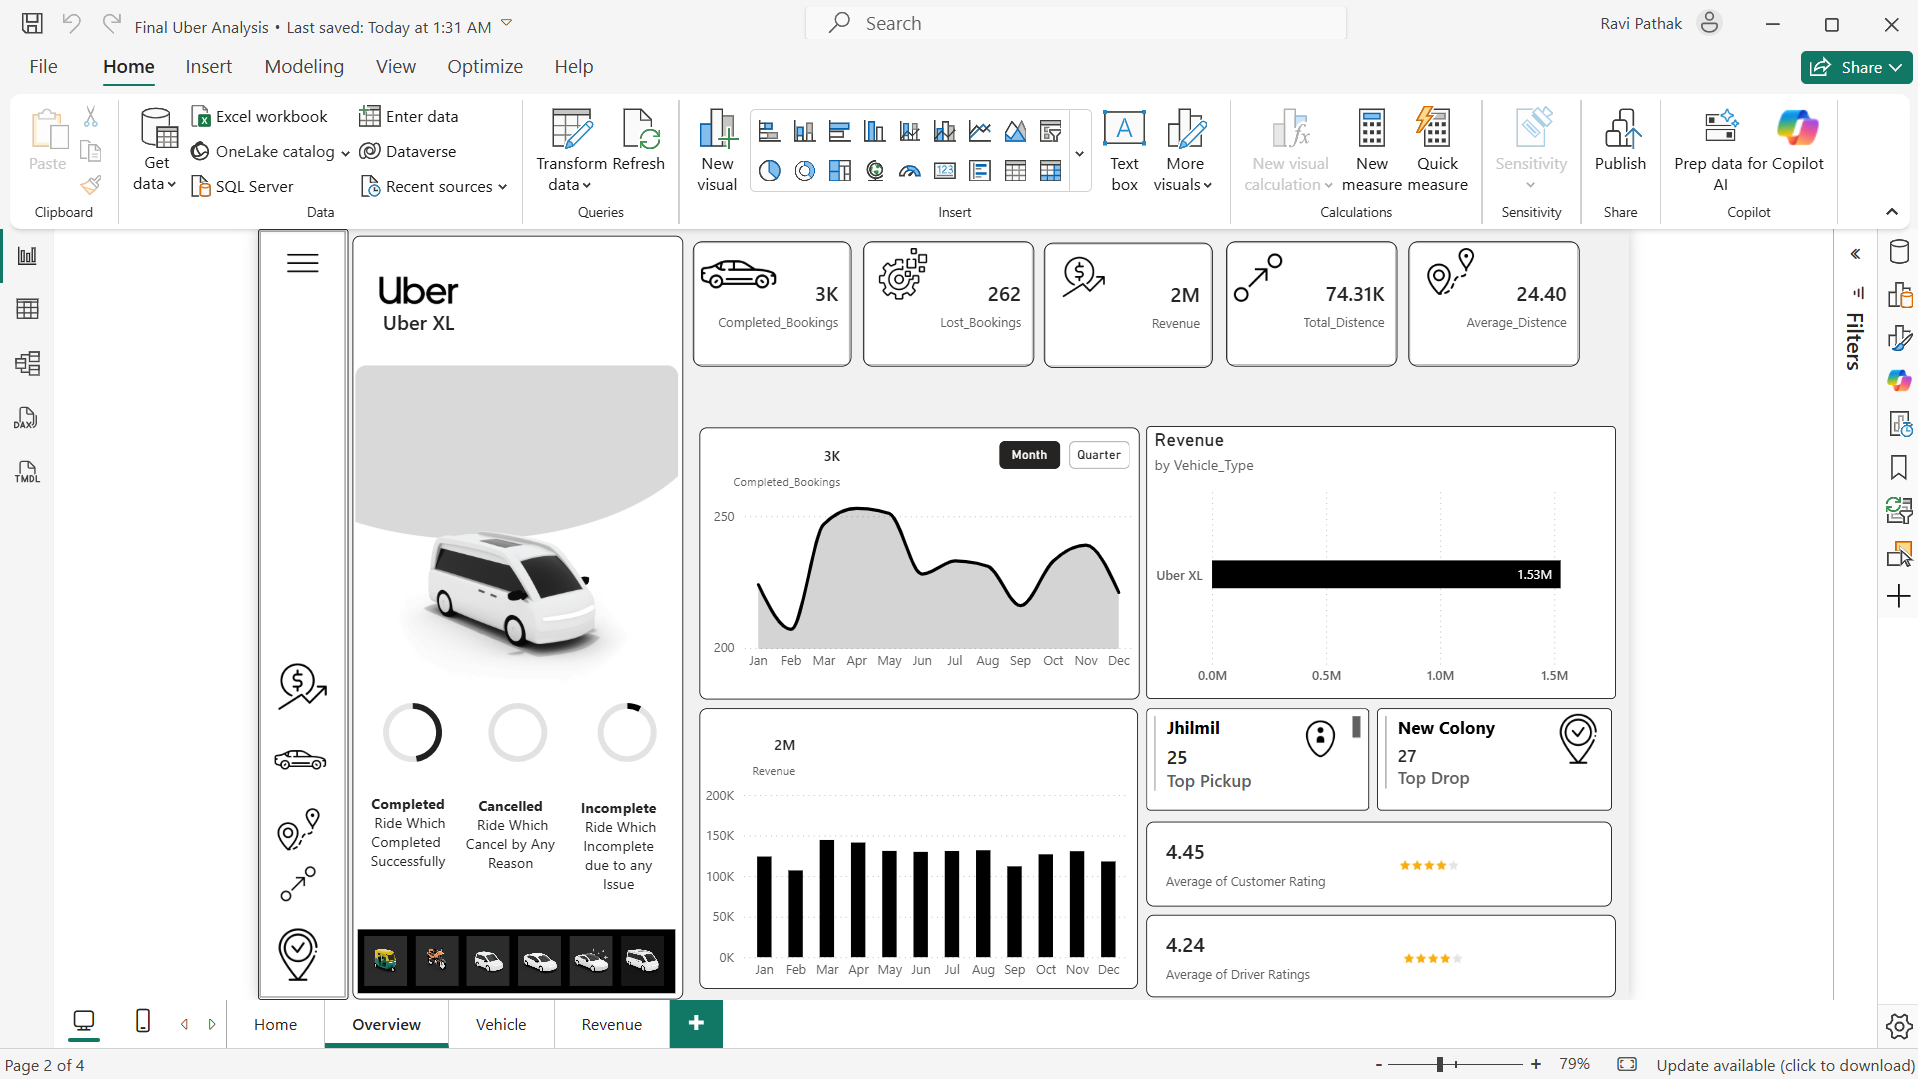 Final Uber Analysis • Last saved: Today at 1:31 AM
Search
Ravi Pathak
File Home Insert Modeling View Optimize Help
Share
Paste
Clipboard
Get data
Excel workbook
OneLake catalog
SQL Server
Enter data
Dataverse
Recent sources
Data
Transform data
Refresh
Queries
New visual
123
Text box
More visuals
Insert
New visual calculation
New measure
Quick measure
Calculations
Sensitivity
Sensitivity
Publish
Share
Prep data for AI
Copilot
Copilot
DAX
TMDL
Uber
Uber XL
3K
Completed_Bookings
262
Lost_Bookings
2M
Revenue
74.31K
Total_Distence
24.40
Average_Distence
Filters
3K
Completed_Bookings
Month
Quarter
250
200
Jan Feb Mar Apr May Jun Jul Aug Sep Oct Nov Dec
Revenue
by Vehicle_Type
Uber XL
1.53M
0.0M 0.5M 1.0M 1.5M
Completed
Ride Which
Completed
Successfully
Cancelled
Ride Which
Cancel by Any
Reason
Incomplete
Ride Which
Incomplete
due to any
Issue
2M
Revenue
200K
150K
100K
50K
0K
Jan Feb Mar Apr May Jun Jul Aug Sep Oct Nov Dec
Jhilmil
25
Top Pickup
New Colony
27
Top Drop
4.45
Average of Customer Rating
4.24
Average of Driver Ratings
Home Overview Vehicle Revenue
Page 2 of 4
- + 79%
Update available (click to download)